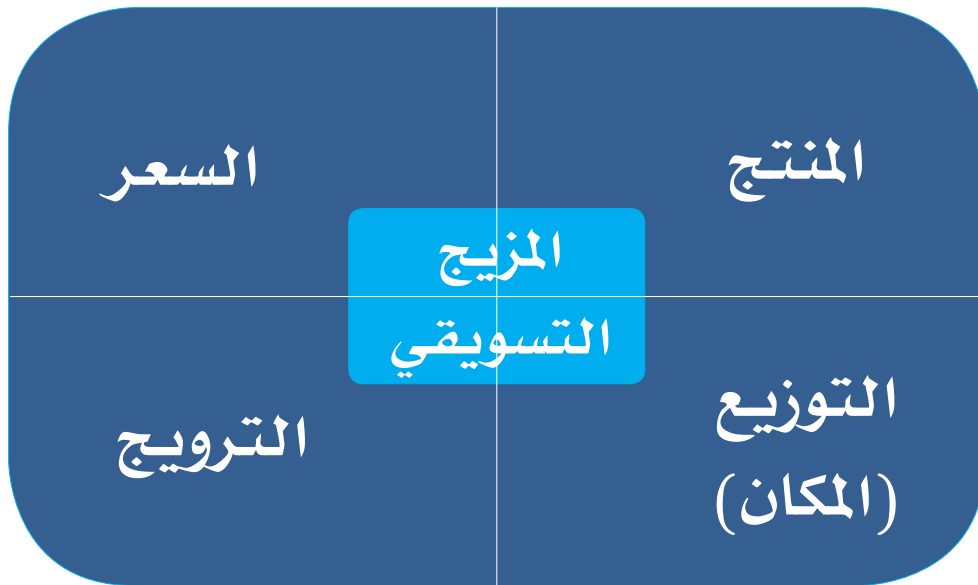 المنتج
السعر
المزيج
التسويقي
التوزيع
(المكان)
الترويج